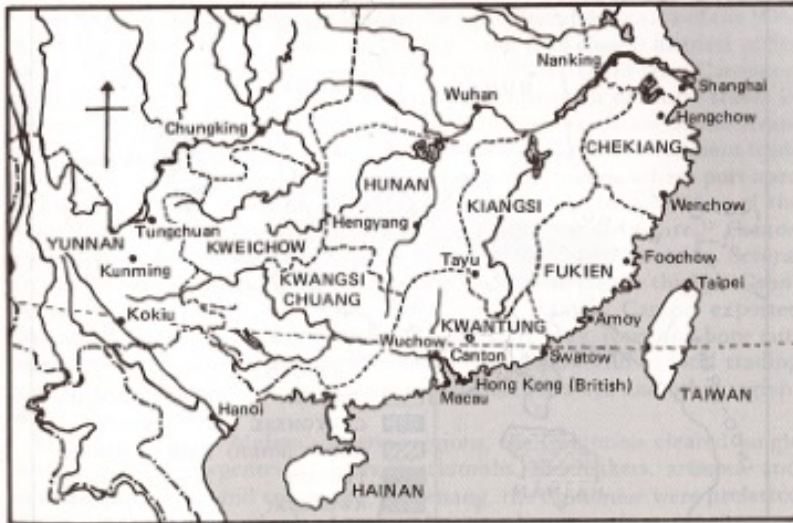 Nanking
Shanghai
Wuhan
Hangchow
Chungking
CHEKIANG
HUNAN
KIANGSI
Wenchow
Tungchuan
Hengyang
YUNNAN
KWEICHOW
Foochow
Kunming
Tayu
FUKIEN
KWANGSI
CHUANG
Taipei
Kokiu
Amoy
KWANTUNG
Wuchow
Canton
Swatow
Hong Kong (British)
Macau
TAIWAN
Hanoi
HAINAN